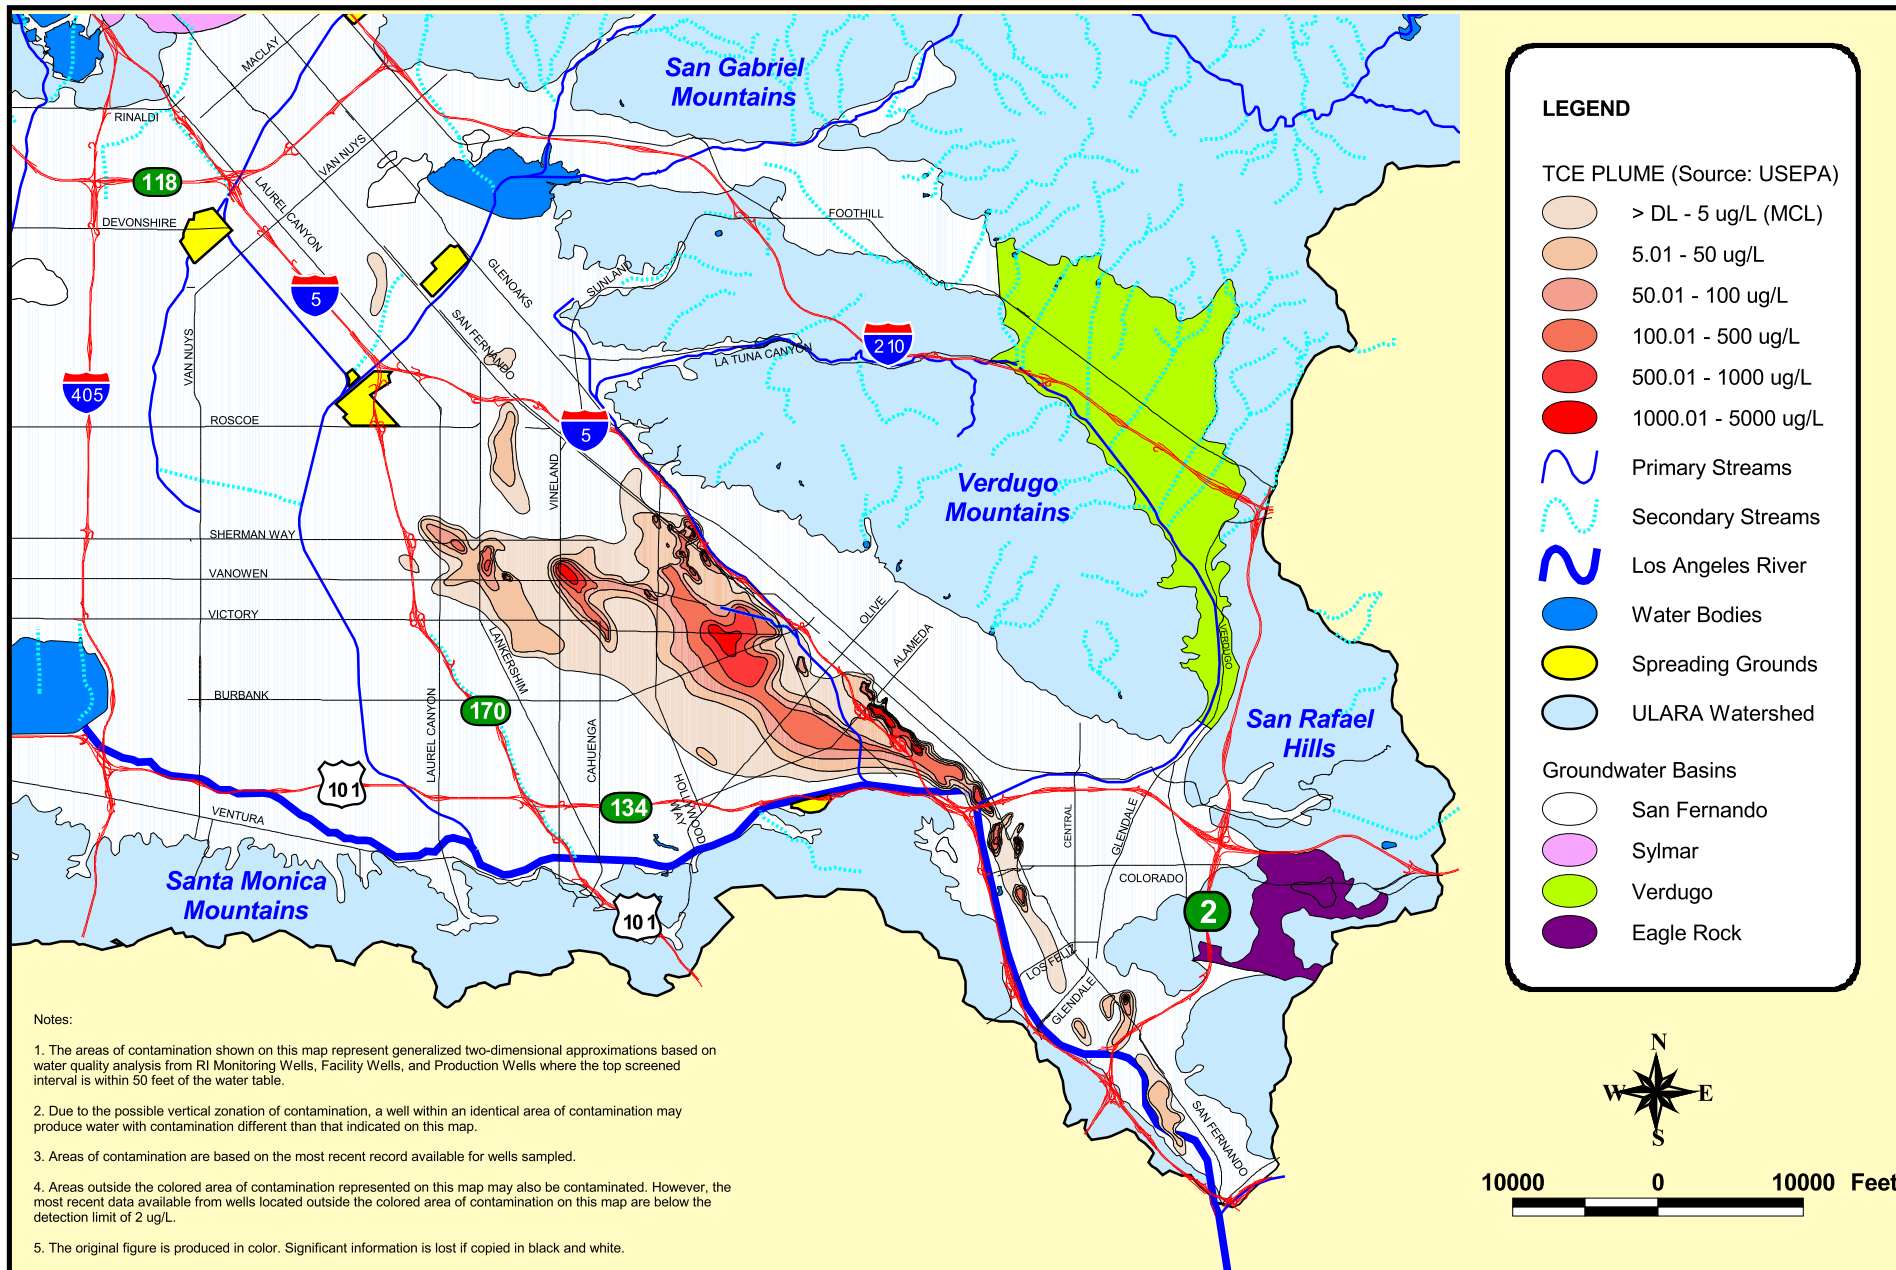 San Gabriel
Mountains
MACLAY
RINALDI
VAN NUYS
118
LAUREL CANYON
DEVONSHIRE
FOOTHILL
GLENOAKS
SUNLAND
5
SAN FERNANDO
210
LA TUNA CANYON
VAN NUYS
405
ROSCOE
5
VINELAND
Verdugo
Mountains
SHERMAN WAY
VANOWEN
VICTORY
OLIVE
ALAMEDA
LANKERSHIM
VERDUGO
BURBANK
LAUREL CANYON
170
CAHUENGA
San Rafael
Hills
HOLLYWOOD
WAY
101
134
VENTURA
CENTRAL
GLENDALE
COLORADO
Santa Monica
Mountains
101
2
LOS FELIZ
GLENDALE
SAN FERNANDO
LEGEND
TCE PLUME (Source: USEPA)
> DL - 5 ug/L (MCL)
5.01 - 50 ug/L
50.01 - 100 ug/L
100.01 - 500 ug/L
500.01 - 1000 ug/L
1000.01 - 5000 ug/L
Primary Streams
Secondary Streams
Los Angeles River
Water Bodies
Spreading Grounds
ULARA Watershed
Groundwater Basins
San Fernando
Sylmar
Verdugo
Eagle Rock
N
W E
S
10000 0 10000 Feet
Notes:
1. The areas of contamination shown on this map represent generalized two-dimensional approximations based on
water quality analysis from RI Monitoring Wells, Facility Wells, and Production Wells where the top screened
interval is within 50 feet of the water table.
2. Due to the possible vertical zonation of contamination, a well within an identical area of contamination may
produce water with contamination different than that indicated on this map.
3. Areas of contamination are based on the most recent record available for wells sampled.
4. Areas outside the colored area of contamination represented on this map may also be contaminated. However, the
most recent data available from wells located outside the colored area of contamination on this map are below the
detection limit of 2 ug/L.
5. The original figure is produced in color. Significant information is lost if copied in black and white.